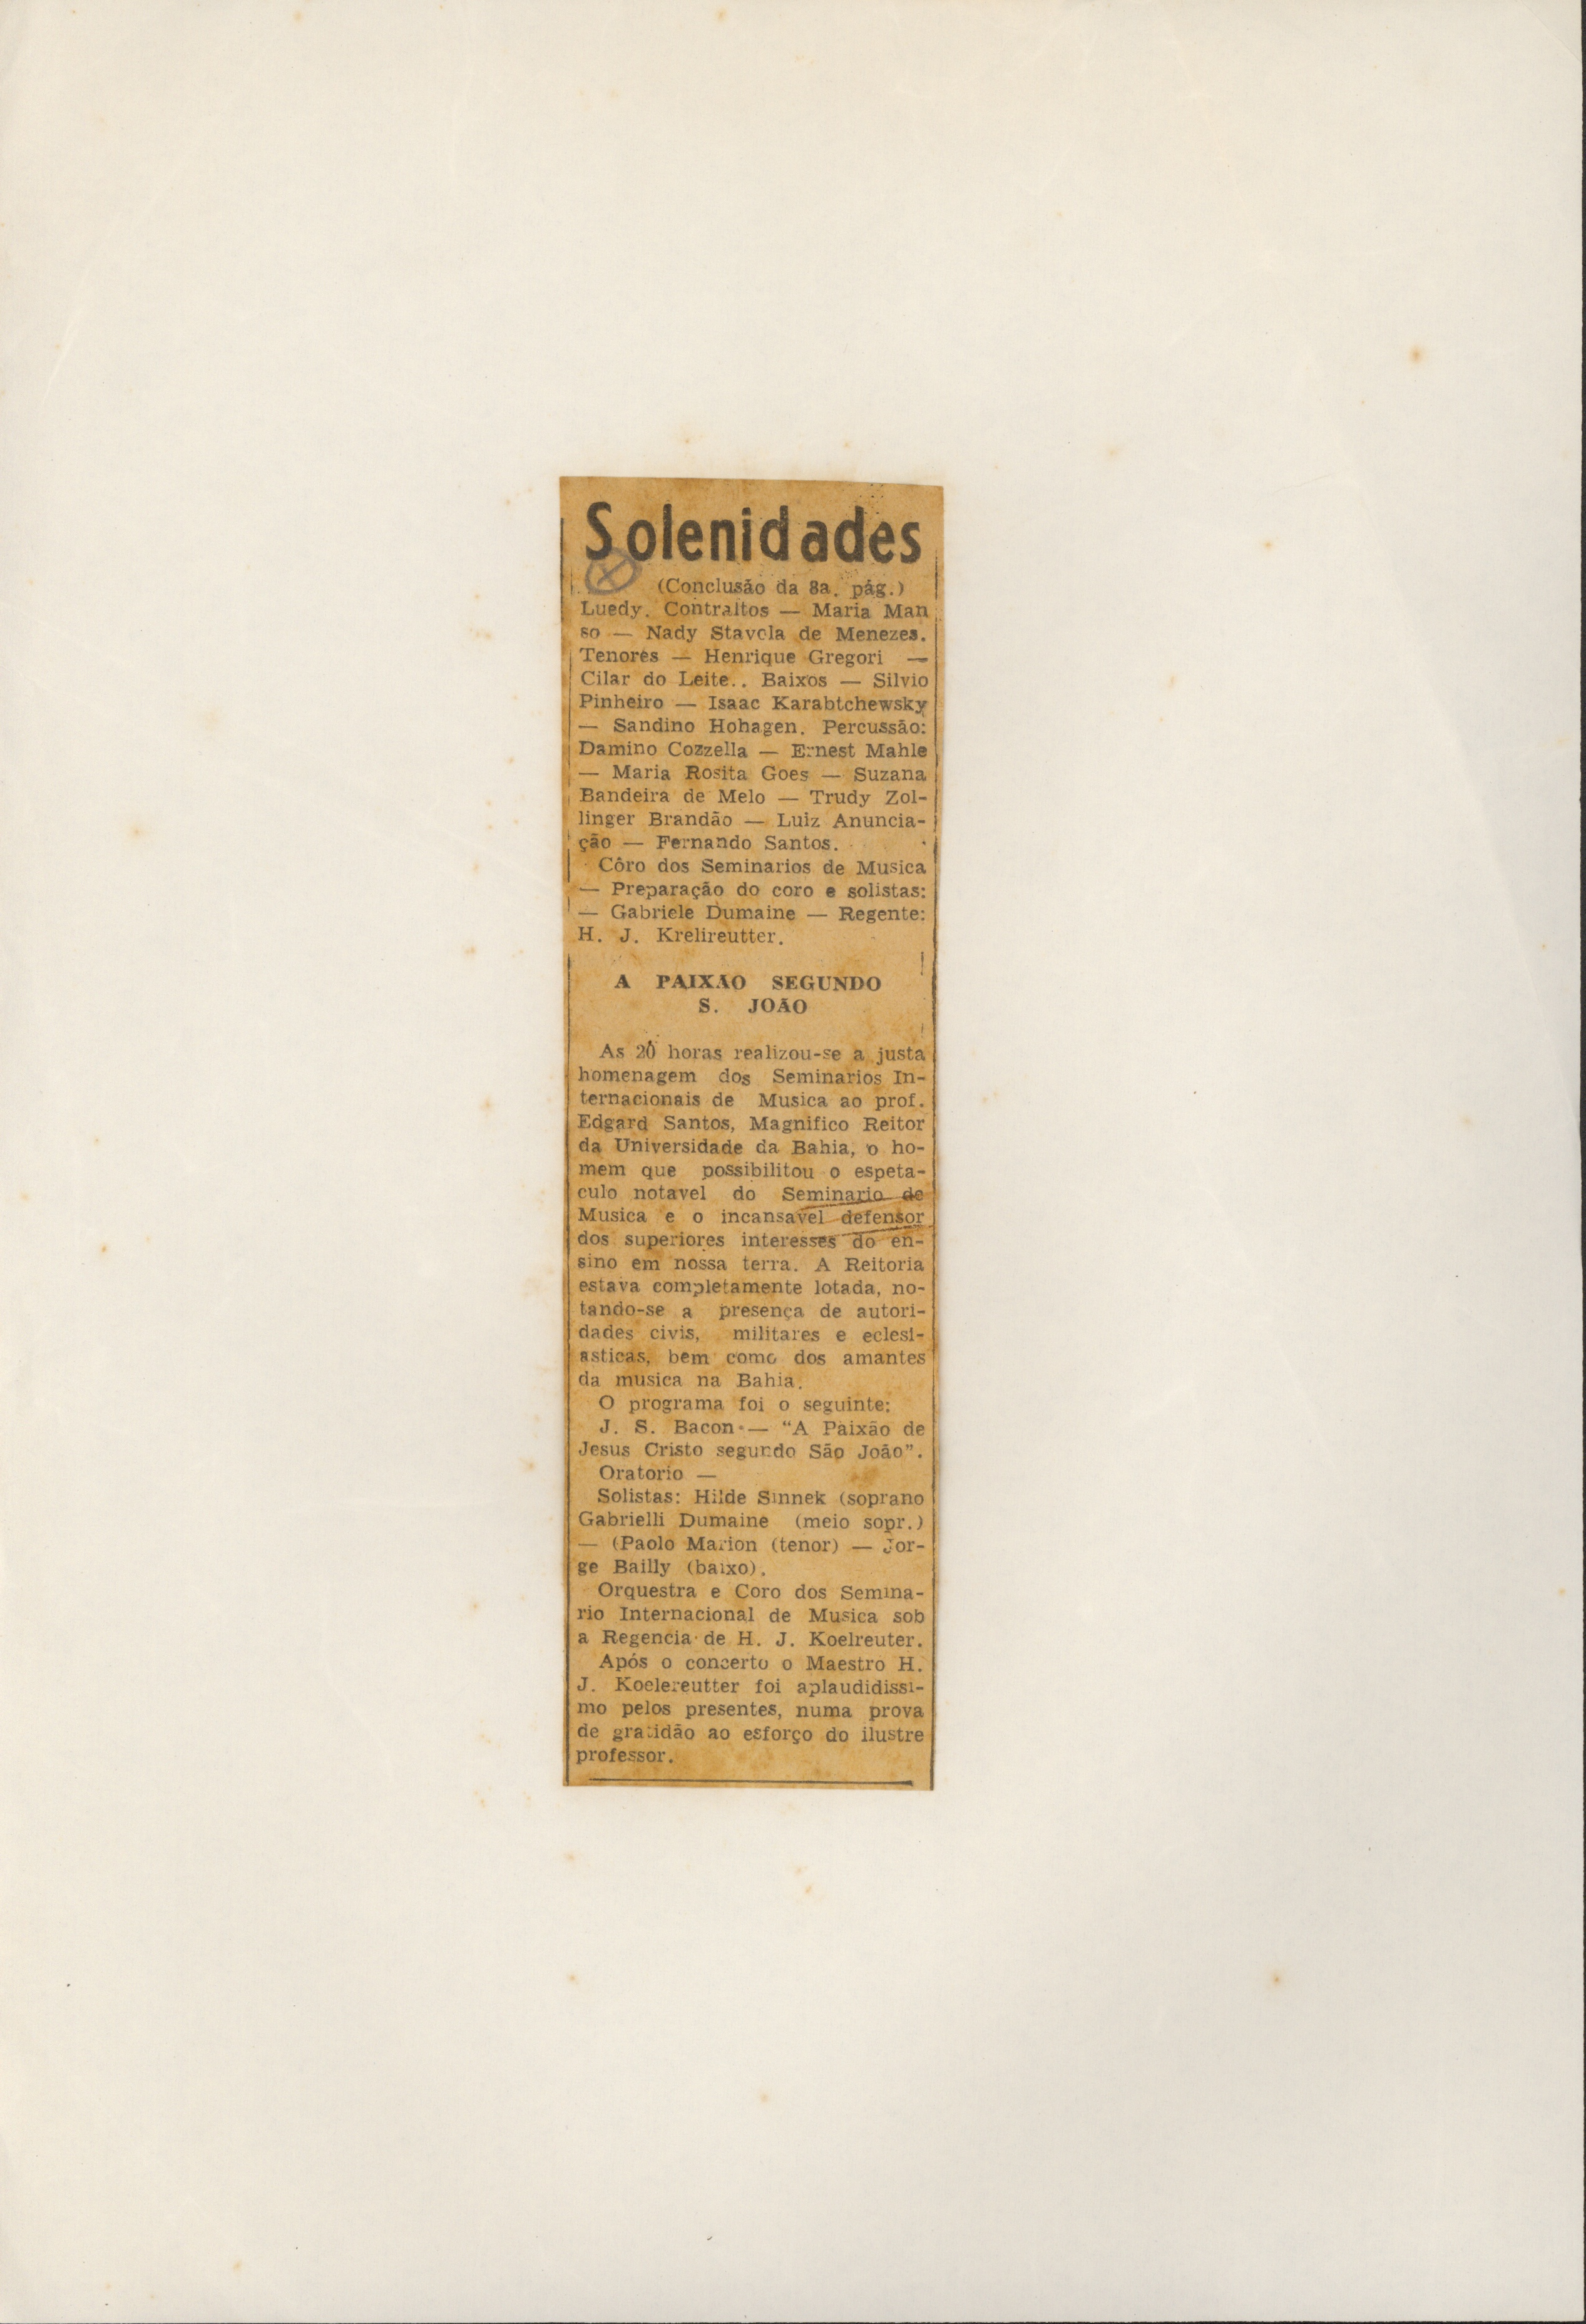 Solenidades
(Conclusão da 8a. pág.)
Luedy. Contraltos — Maria Man
so — Nady Stavola de Menezes.
Tenores — Henrique Gregori —
Cilar do Leite.. Baixos — Silvio
Pinheiro — Isaac Karabtchewsky
— Sandino Hohagen. Percussão:
Damino Cozzella — Ernest Mahle
— Maria Rosita Goes — Suzana
Bandeira de Melo — Trudy Zol-
linger Brandão — Luiz Anuncia-
ção — Fernando Santos.
Côro dos Seminarios de Musica
— Preparação do coro e solistas:
— Gabriele Dumaine — Regente:
H. J. Krelireutter.
A PAIXÃO SEGUNDO
S. JOÃO
As 20 horas realizou-se a justa
homenagem dos Seminarios In-
ternacionais de Musica ao prof.
Edgard Santos, Magnifico Reitor
da Universidade da Bahia, o ho-
mem que possibilitou o espeta-
culo notavel do Seminario de
Musica e o incansavel defensor
dos superiores interesses do en-
sino em nossa terra. A Reitoria
estava completamente lotada, no-
tando-se a presença de autori-
dades civis, militares e eclesi-
asticas, bem como dos amantes
da musica na Bahia.
O programa foi o seguinte:
J. S. Bacon — “A Paixão de
Jesus Cristo segundo São João”.
Oratorio —
Solistas: Hilde Sinnek (soprano
Gabrielli Dumaine (meio sopr.)
— (Paolo Marion (tenor) — Jor-
ge Bailly (baixo).
Orquestra e Coro dos Semina-
rio Internacional de Musica sob
a Regencia de H. J. Koelreuter.
Após o concerto o Maestro H.
J. Koelereutter foi aplaudidissi-
mo pelos presentes, numa prova
de gratidão ao esforço do ilustre
professor.